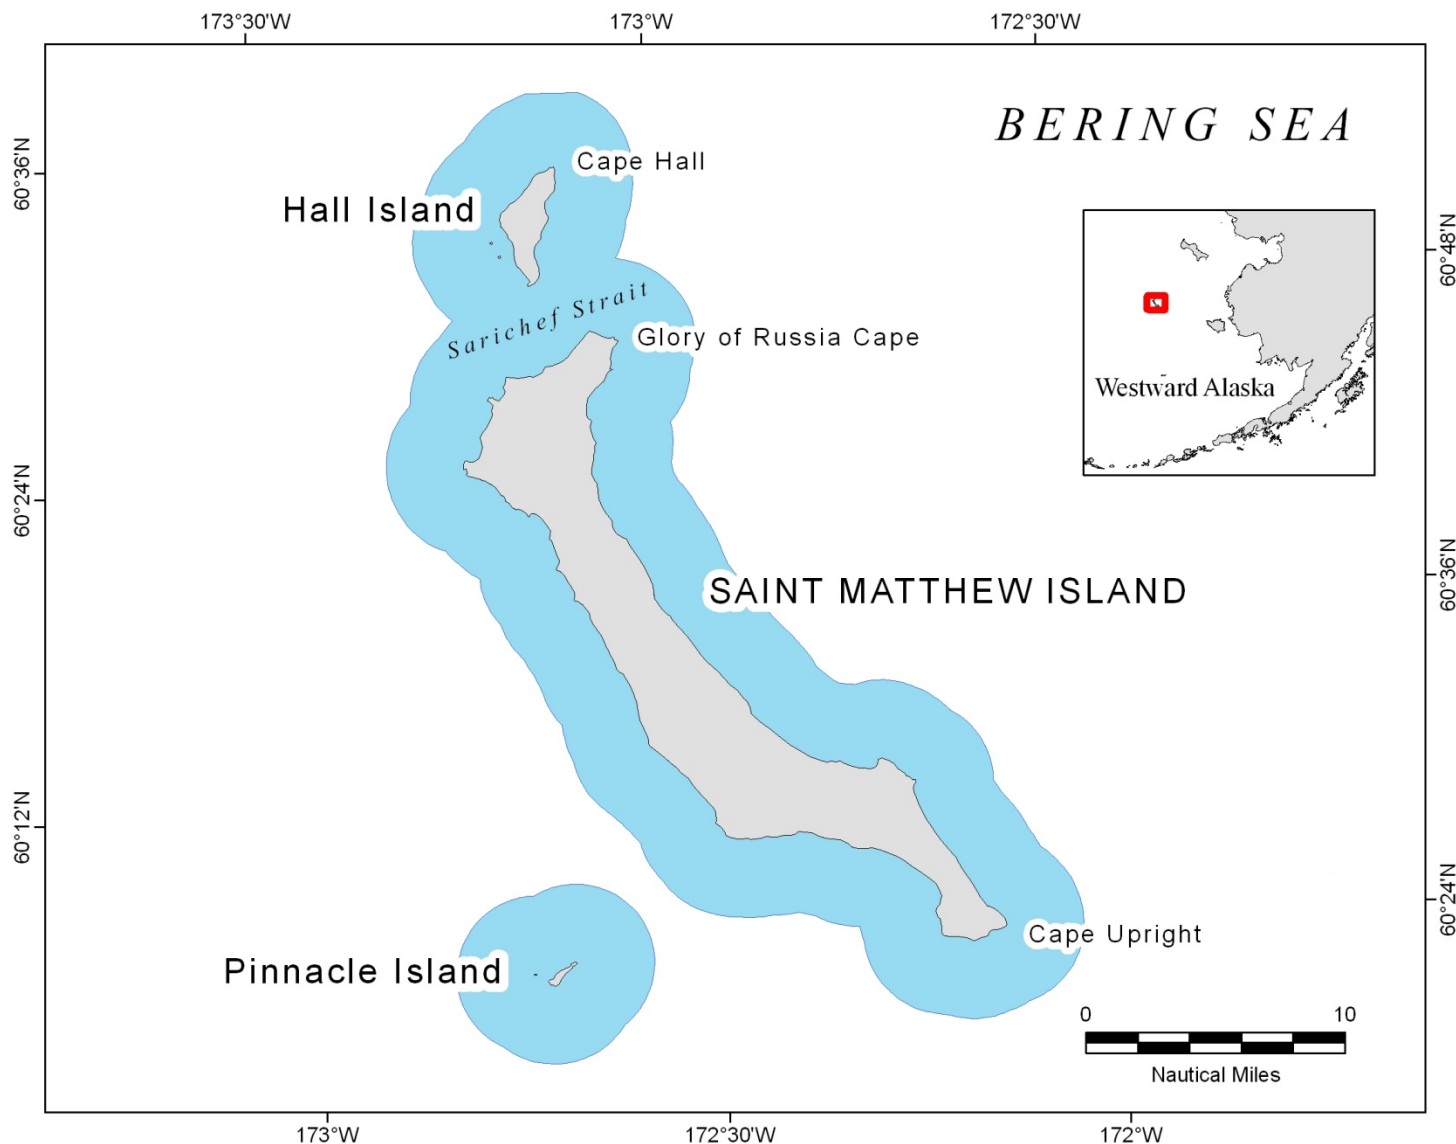 173°30'W
173°W
172°30'W
BERING SEA
60°36'N
Cape Hall
Hall Island
60°48'N
Sarichef Strait
Glory of Russia Cape
Westward Alaska
60°24'N
SAINT MATTHEW ISLAND
60°36'N
60°12'N
60°24'N
Cape Upright
Pinnacle Island
0 10
Nautical Miles
173°W
172°30'W
172°W